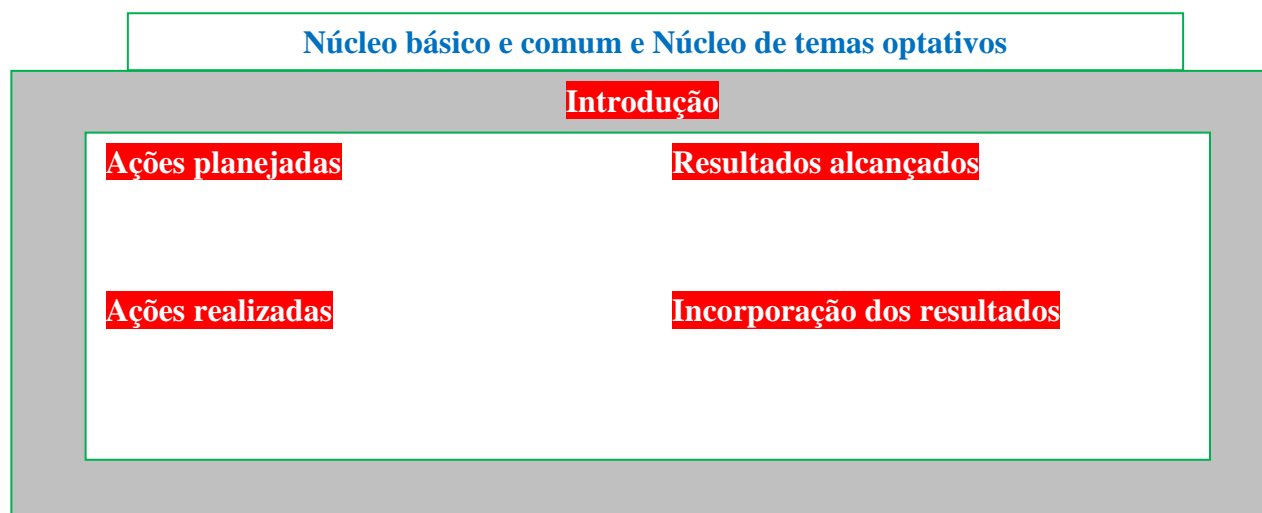 Núcleo básico e comum e Núcleo de temas optativos
Introdução
Ações planejadas
Resultados alcançados
Ações realizadas
Incorporação dos resultados